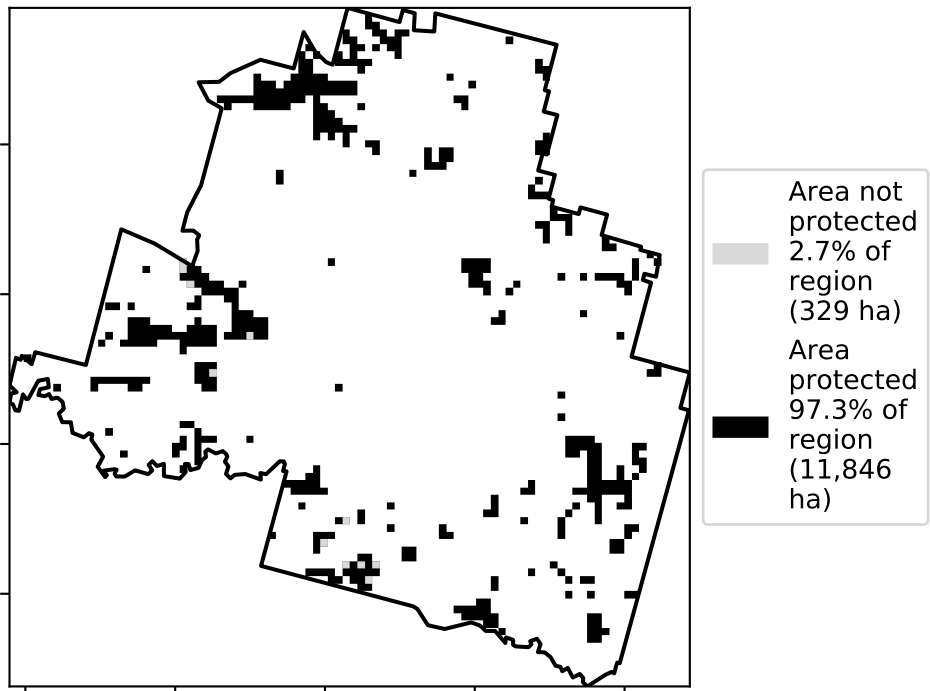 Area not
protected
2.7% of
region
(329 ha)
Area
protected
97.3% of
region
(11,846
ha)